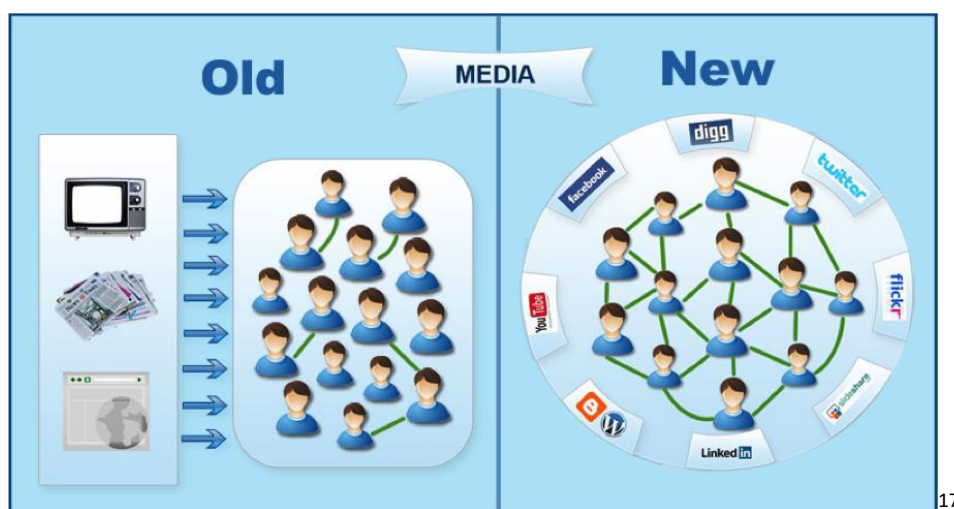 Old
MEDIA
New
digg
facebook
twitter
YouTube
flickr
slideshare
Linked in
17